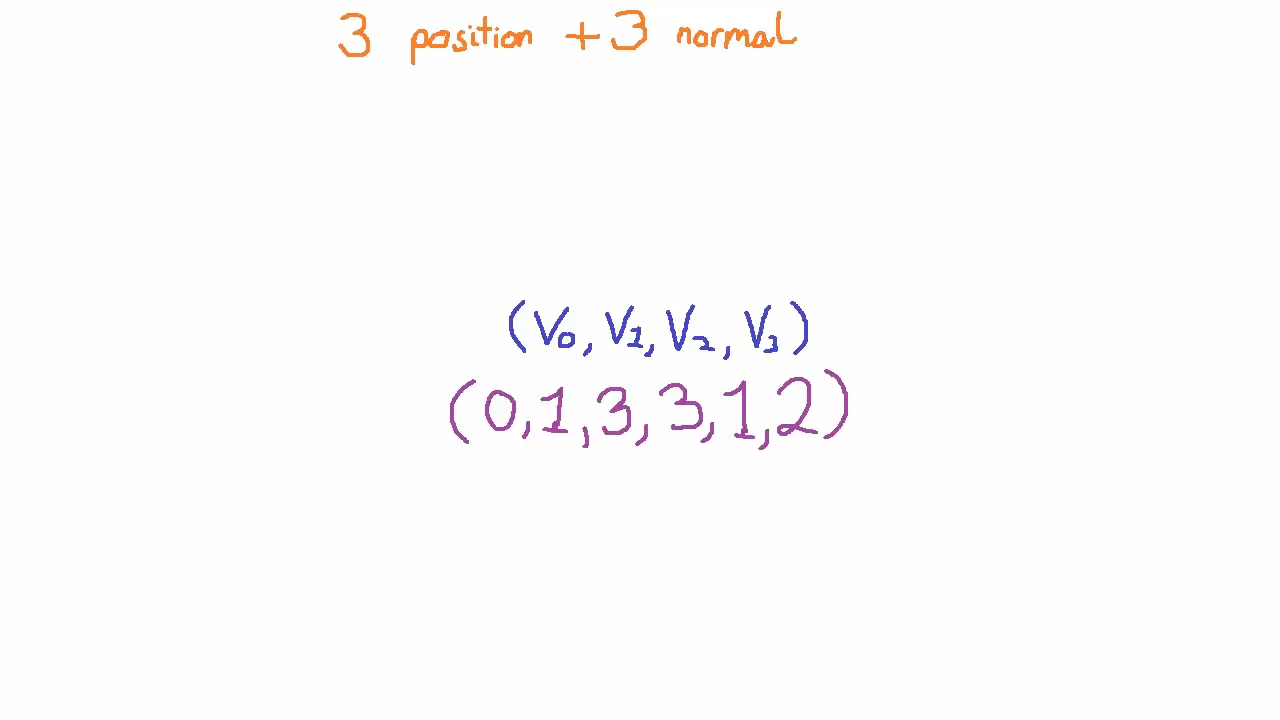 3 position + 3 normal
(V₀, V₁, V₂, V₃)
(0, 1, 3, 3, 1, 2)